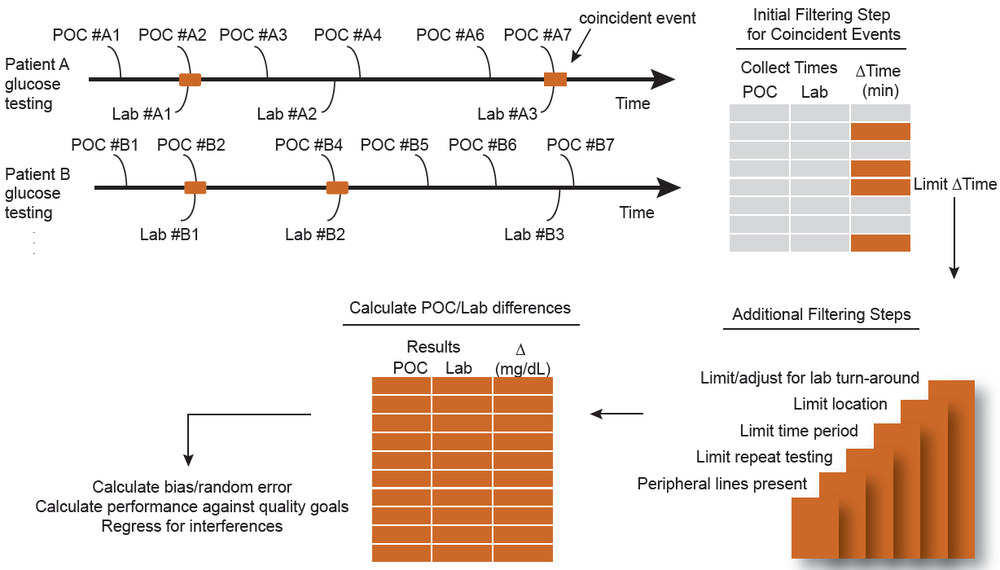 coincident event
POC #A1 POC #A2 POC #A3 POC #A4 POC #A6 POC #A7
Patient A
glucose
testing
Time
Lab #A1 Lab #A2 Lab #A3
POC #B1 POC #B2 POC #B4 POC #B5 POC #B6 POC #B7
Patient B
glucose
testing
Time
Lab #B1 Lab #B2 Lab #B3
Initial Filtering Step
for Coincident Events
Collect Times ΔTime
POC Lab (min)
Limit ΔTime
Additional Filtering Steps
Limit/adjust for lab turn-around
Limit location
Limit time period
Limit repeat testing
Peripheral lines present
Calculate POC/Lab differences
Results Δ
POC Lab (mg/dL)
Calculate bias/random error
Calculate performance against quality goals
Regress for interferences